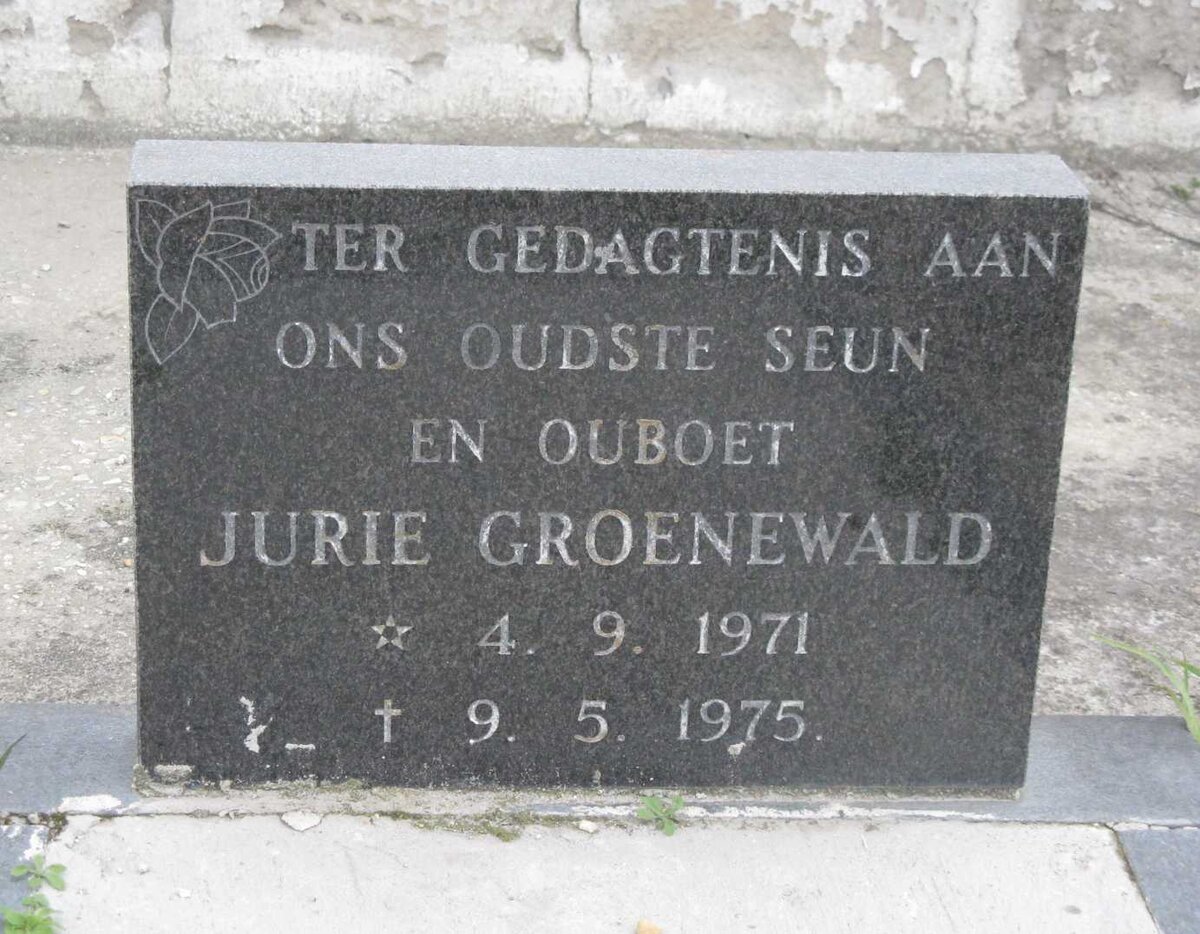 TER GEDAGTENIS AAN
ONS OUDSTE SEUN
EN OUBOET
JURIE GROENEWALD
☆ 4. 9. 1971
† 9. 5. 1975.